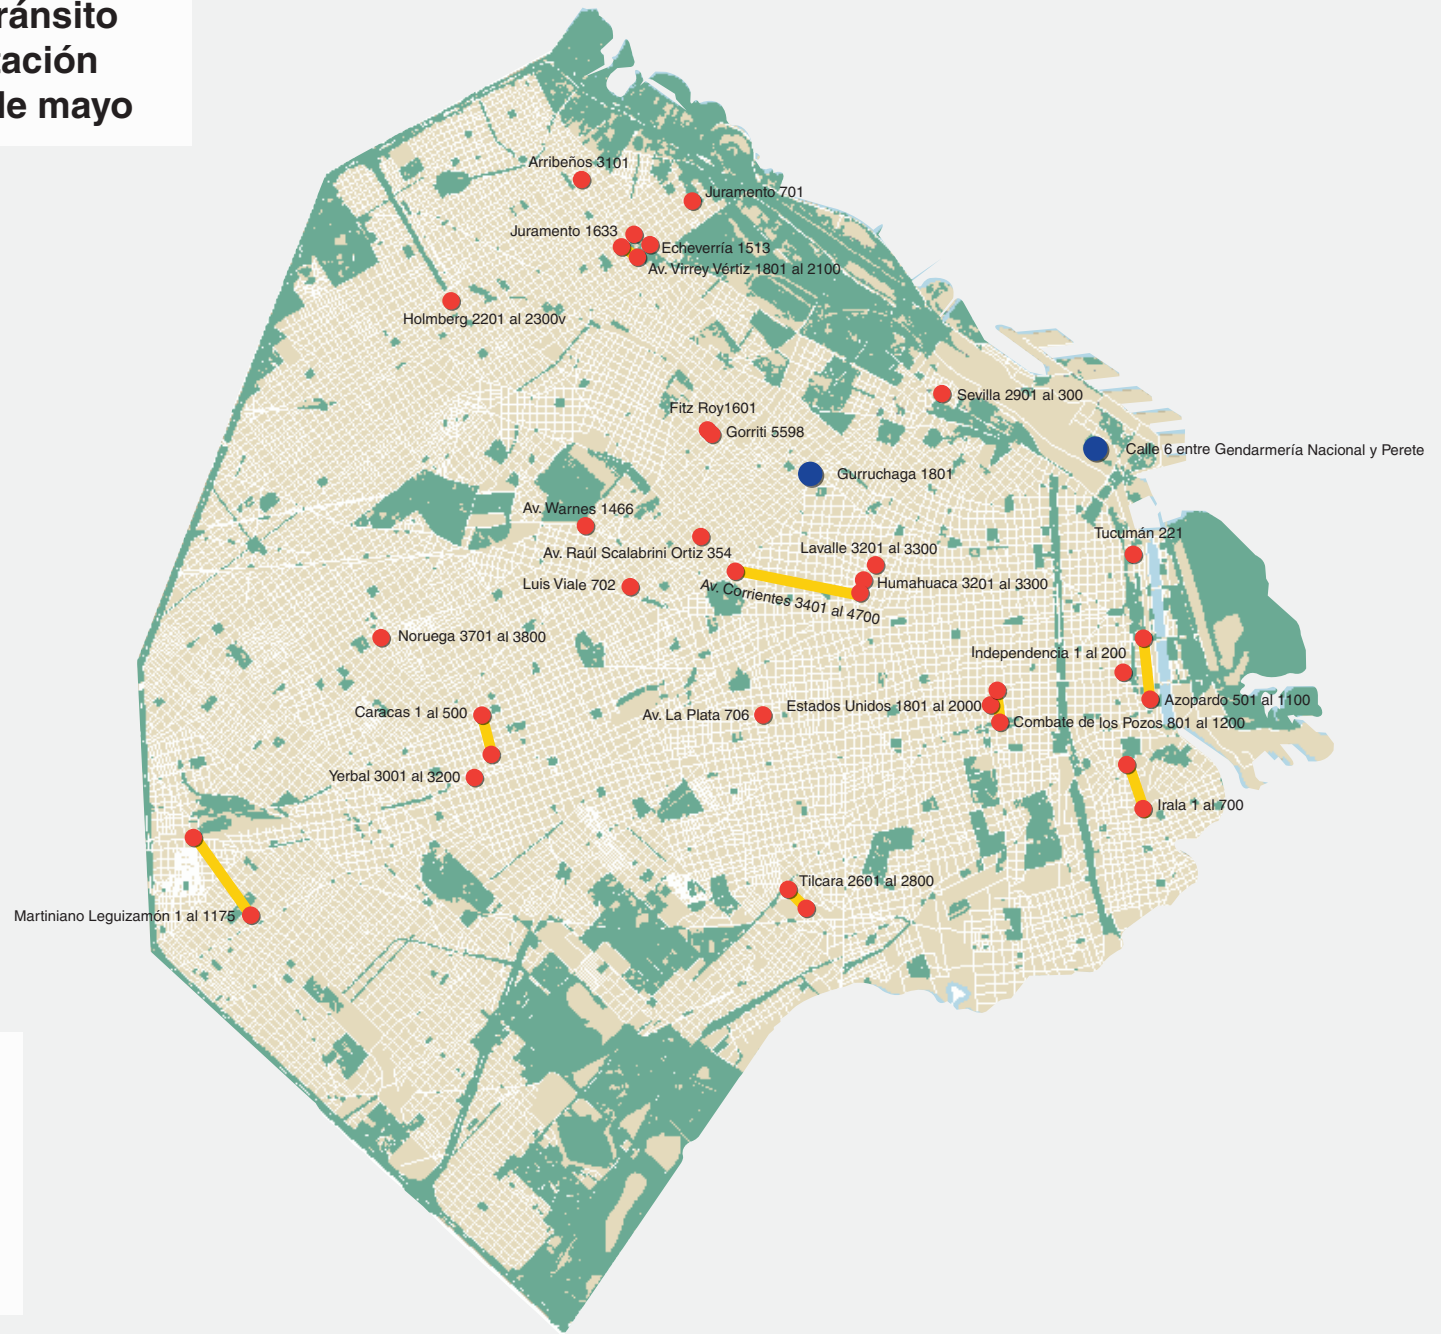 ránsito
tación
de mayo
Arribeños 3101
Juramento 701
Juramento 1633
Echeverría 1513
Av. Virrey Vértiz 1801 al 2100
Holmberg 2201 al 2300v
Sevilla 2901 al 300
Fitz Roy1601
Gorriti 5598
Calle 6 entre Gendarmería Nacional y Perete
Gurruchaga 1801
Av. Warnes 1466
Tucumán 221
Av. Raúl Scalabrini Ortiz 354
Lavalle 3201 al 3300
Luis Viale 702
Humahuaca 3201 al 3300
Av. Corrientes 3401 al 4700
Noruega 3701 al 3800
Independencia 1 al 200
Azopardo 501 al 1100
Estados Unidos 1801 al 2000
Caracas 1 al 500
Av. La Plata 706
Combate de los Pozos 801 al 1200
Yerbal 3001 al 3200
Irala 1 al 700
Tilcara 2601 al 2800
Martiniano Leguizamón 1 al 1175